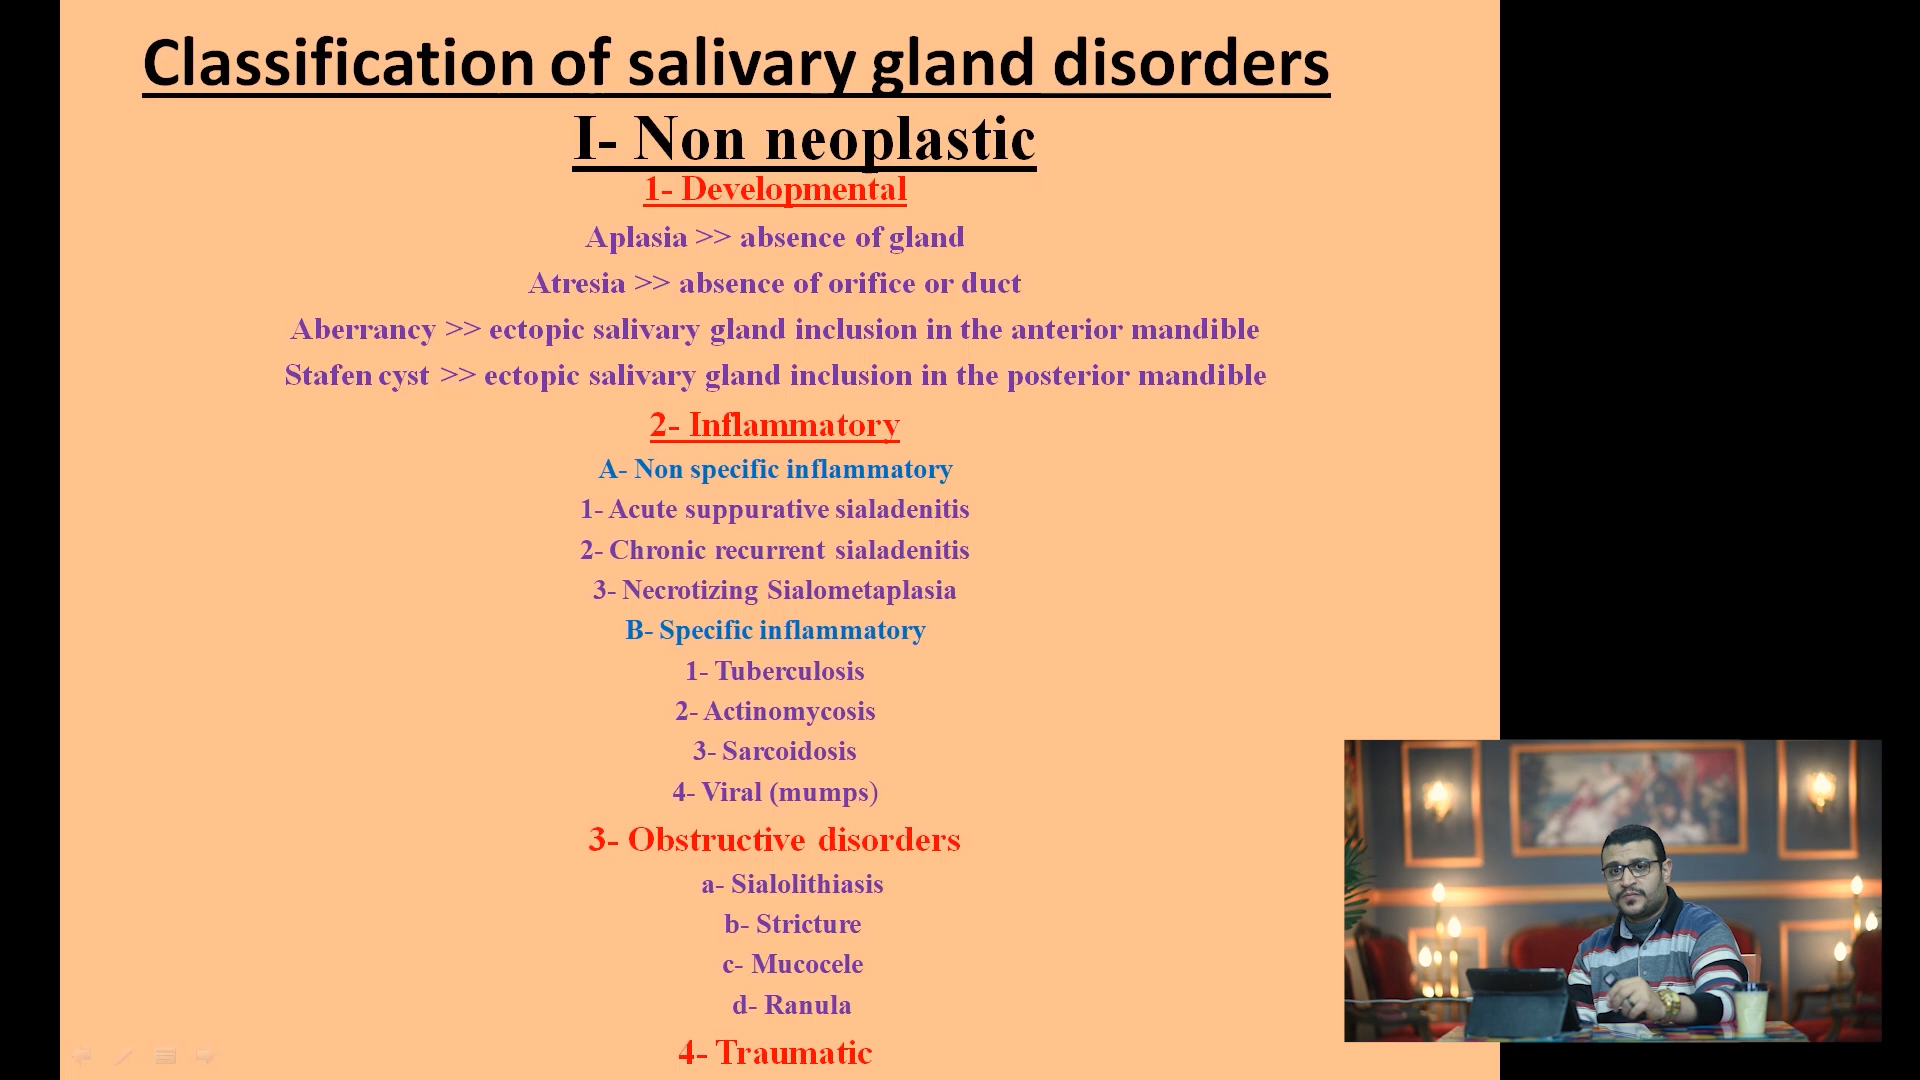 Classification of salivary gland disorders
I- Non neoplastic
1- Developmental
Aplasia >> absence of gland
Atresia >> absence of orifice or duct
Aberrancy >> ectopic salivary gland inclusion in the anterior mandible
Stafen cyst >> ectopic salivary gland inclusion in the posterior mandible
2- Inflammatory
A- Non specific inflammatory
1- Acute suppurative sialadenitis
2- Chronic recurrent sialadenitis
3- Necrotizing Sialometaplasia
B- Specific inflammatory
1- Tuberculosis
2- Actinomycosis
3- Sarcoidosis
4- Viral (mumps)
3- Obstructive disorders
a- Sialolithiasis
b- Stricture
c- Mucocele
d- Ranula
4- Traumatic